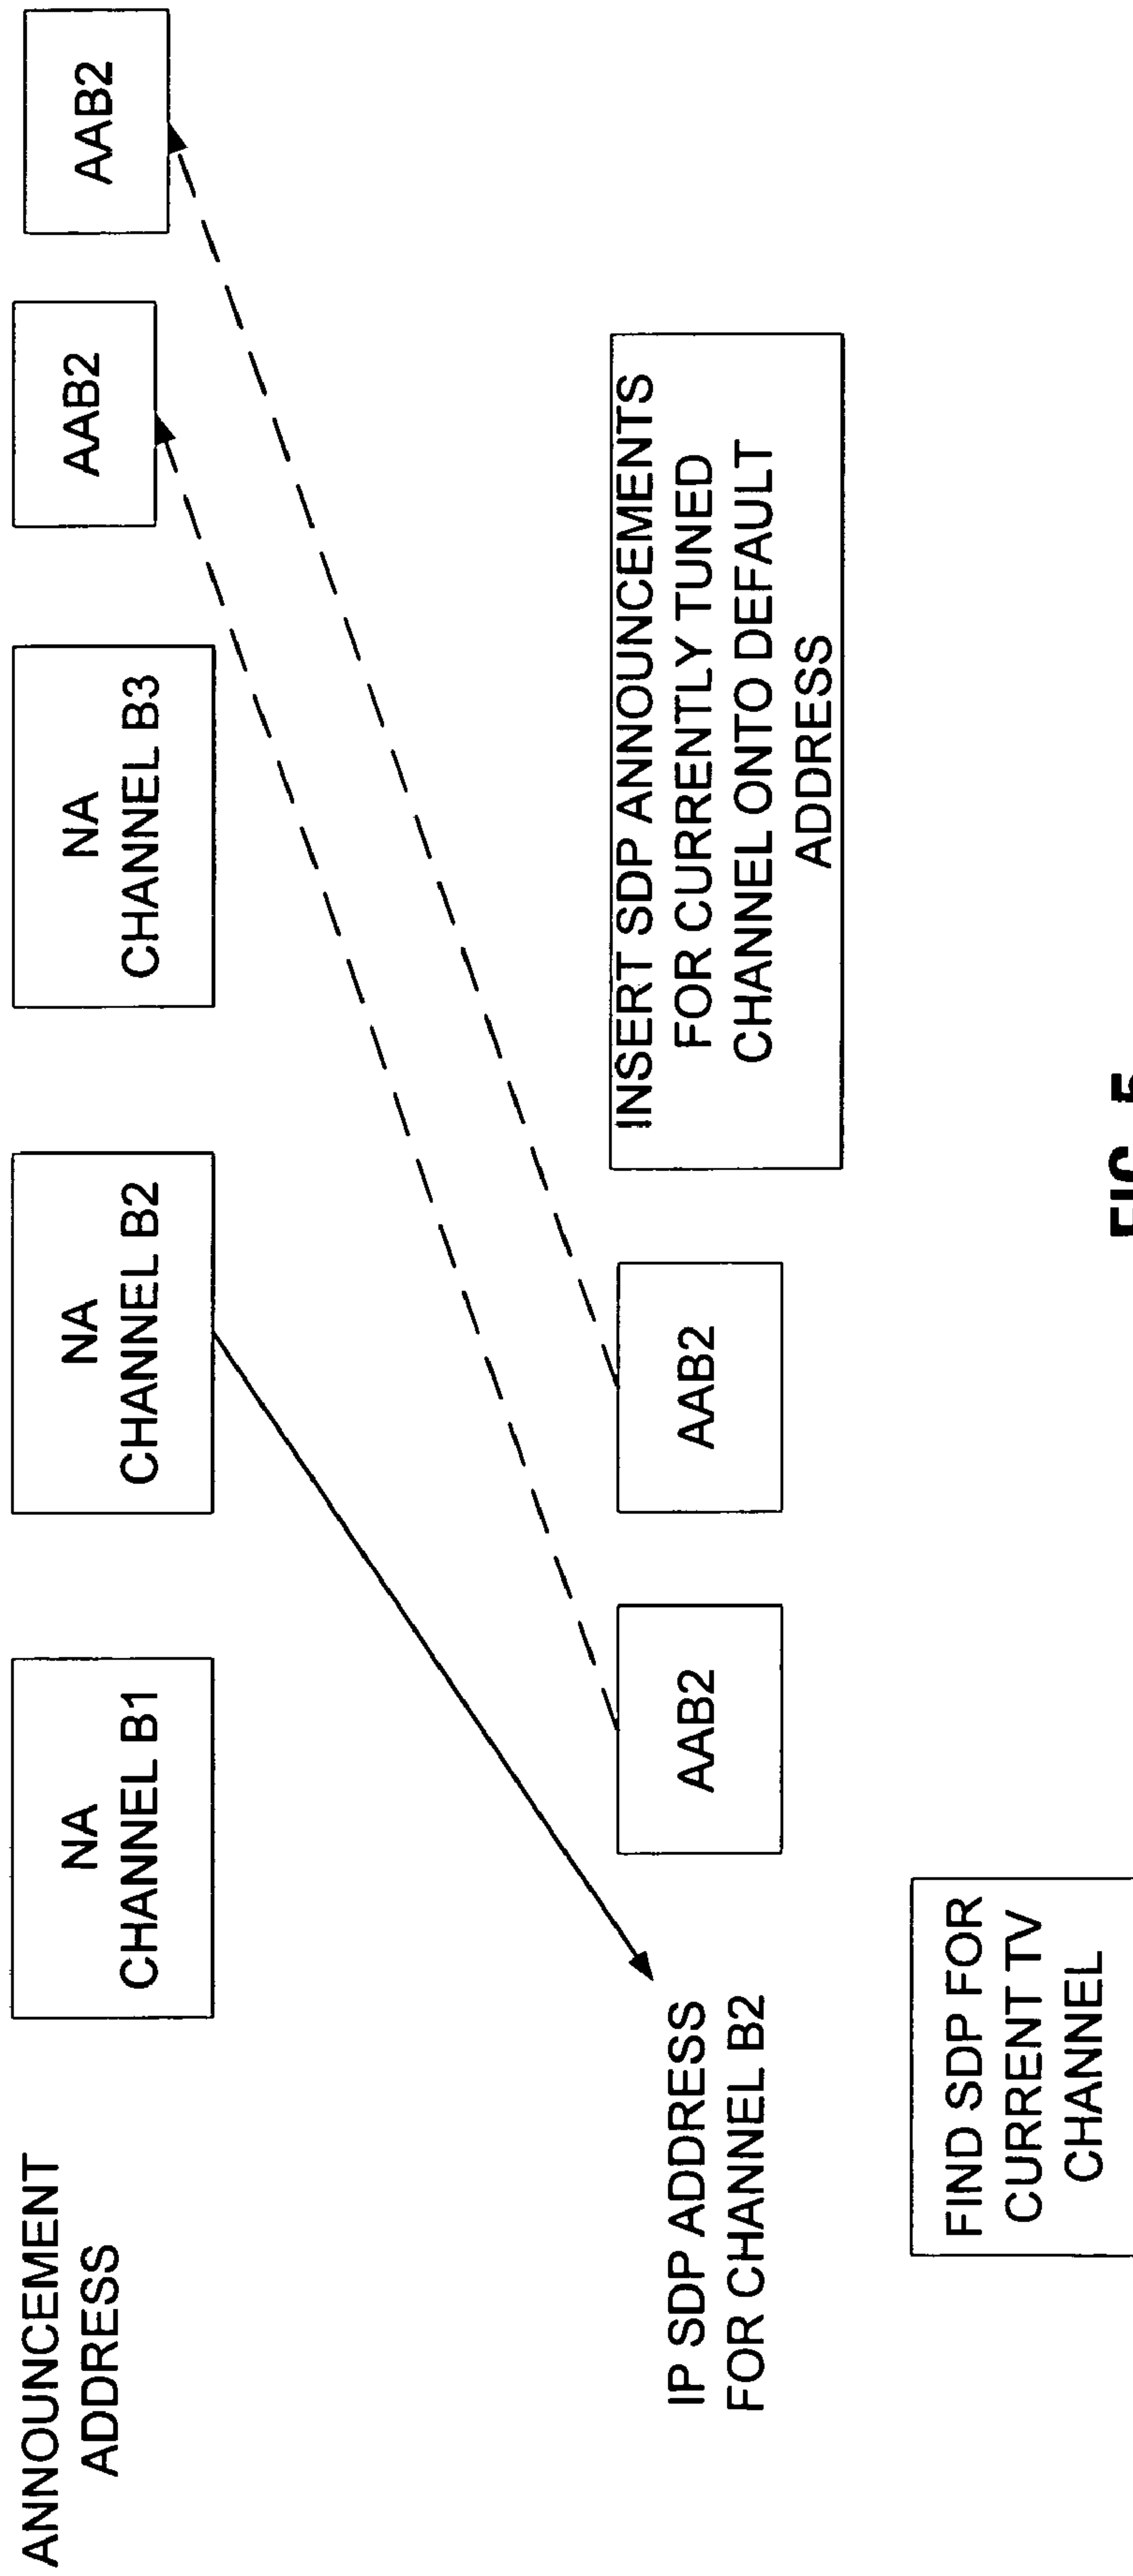 ANNOUNCEMENT
ADDRESS
NA
CHANNEL B1
NA
CHANNEL B2
NA
CHANNEL B3
AAB2
AAB2
IP SDP ADDRESS
FOR CHANNEL B2
AAB2
AAB2
INSERT SDP ANNOUNCEMENTS
FOR CURRENTLY TUNED
CHANNEL ONTO DEFAULT
ADDRESS
FIND SDP FOR
CURRENT TV
CHANNEL